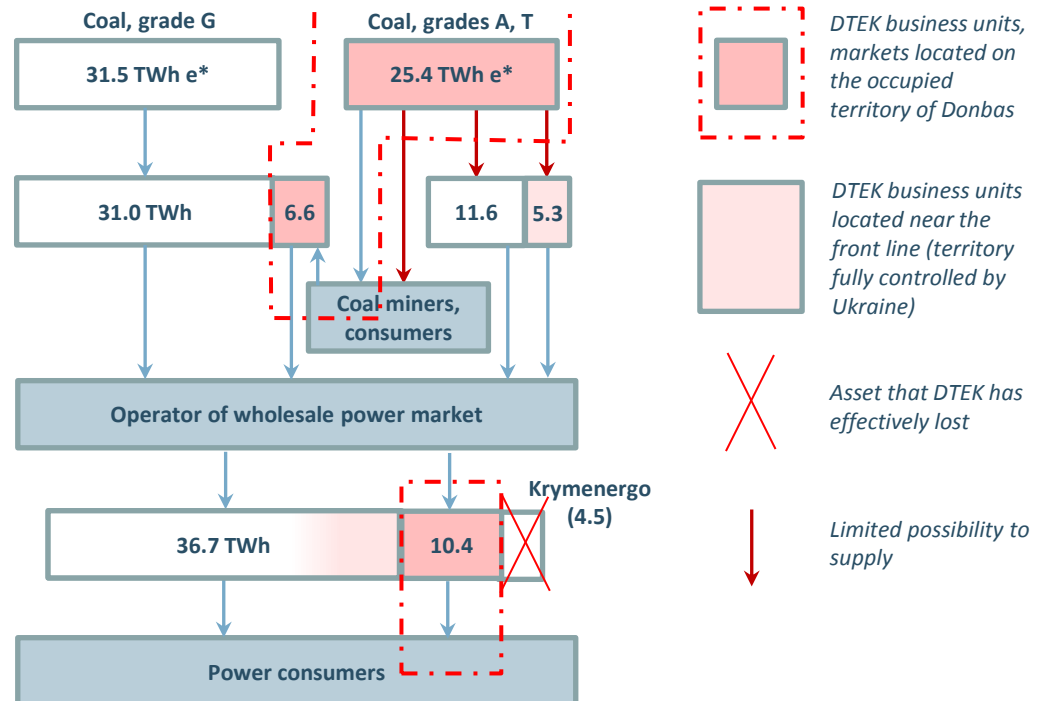 Coal, grade G
Coal, grades A, T
31.5 TWh e*
25.4 TWh e*
31.0 TWh
6.6
11.6
5.3
Coal miners,
consumers
Operator of wholesale power market
Krymenergo
(4.5)
36.7 TWh
10.4
Power consumers
DTEK business units,
markets located on
the occupied
territory of Donbas
DTEK business units
located near the
front line (territory
fully controlled by
Ukraine)
Asset that DTEK has
effectively lost
Limited possibility to
supply